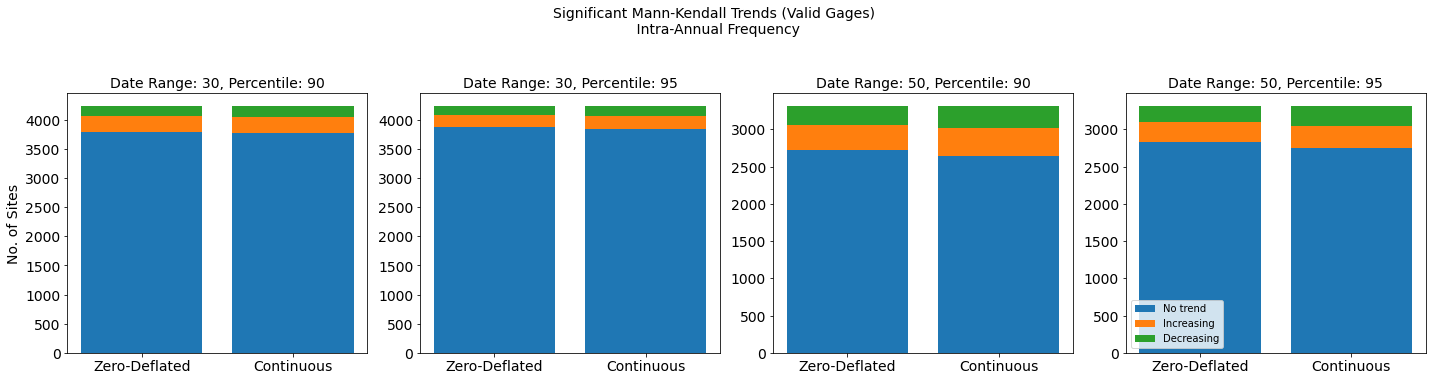 Significant Mann-Kendall Trends (Valid Gages)
Intra-Annual Frequency
No. of Sites
Date Range: 30, Percentile: 90
4000
3500
3000
2500
2000
1500
1000
500
0
Zero-Deflated Continuous
Date Range: 30, Percentile: 95
4000
3500
3000
2500
2000
1500
1000
500
0
Zero-Deflated Continuous
Date Range: 50, Percentile: 90
3000
2500
2000
1500
1000
500
0
Zero-Deflated Continuous
Date Range: 50, Percentile: 95
3000
2500
2000
1500
1000
500
0
No trend
Increasing
Decreasing
Zero-Deflated Continuous